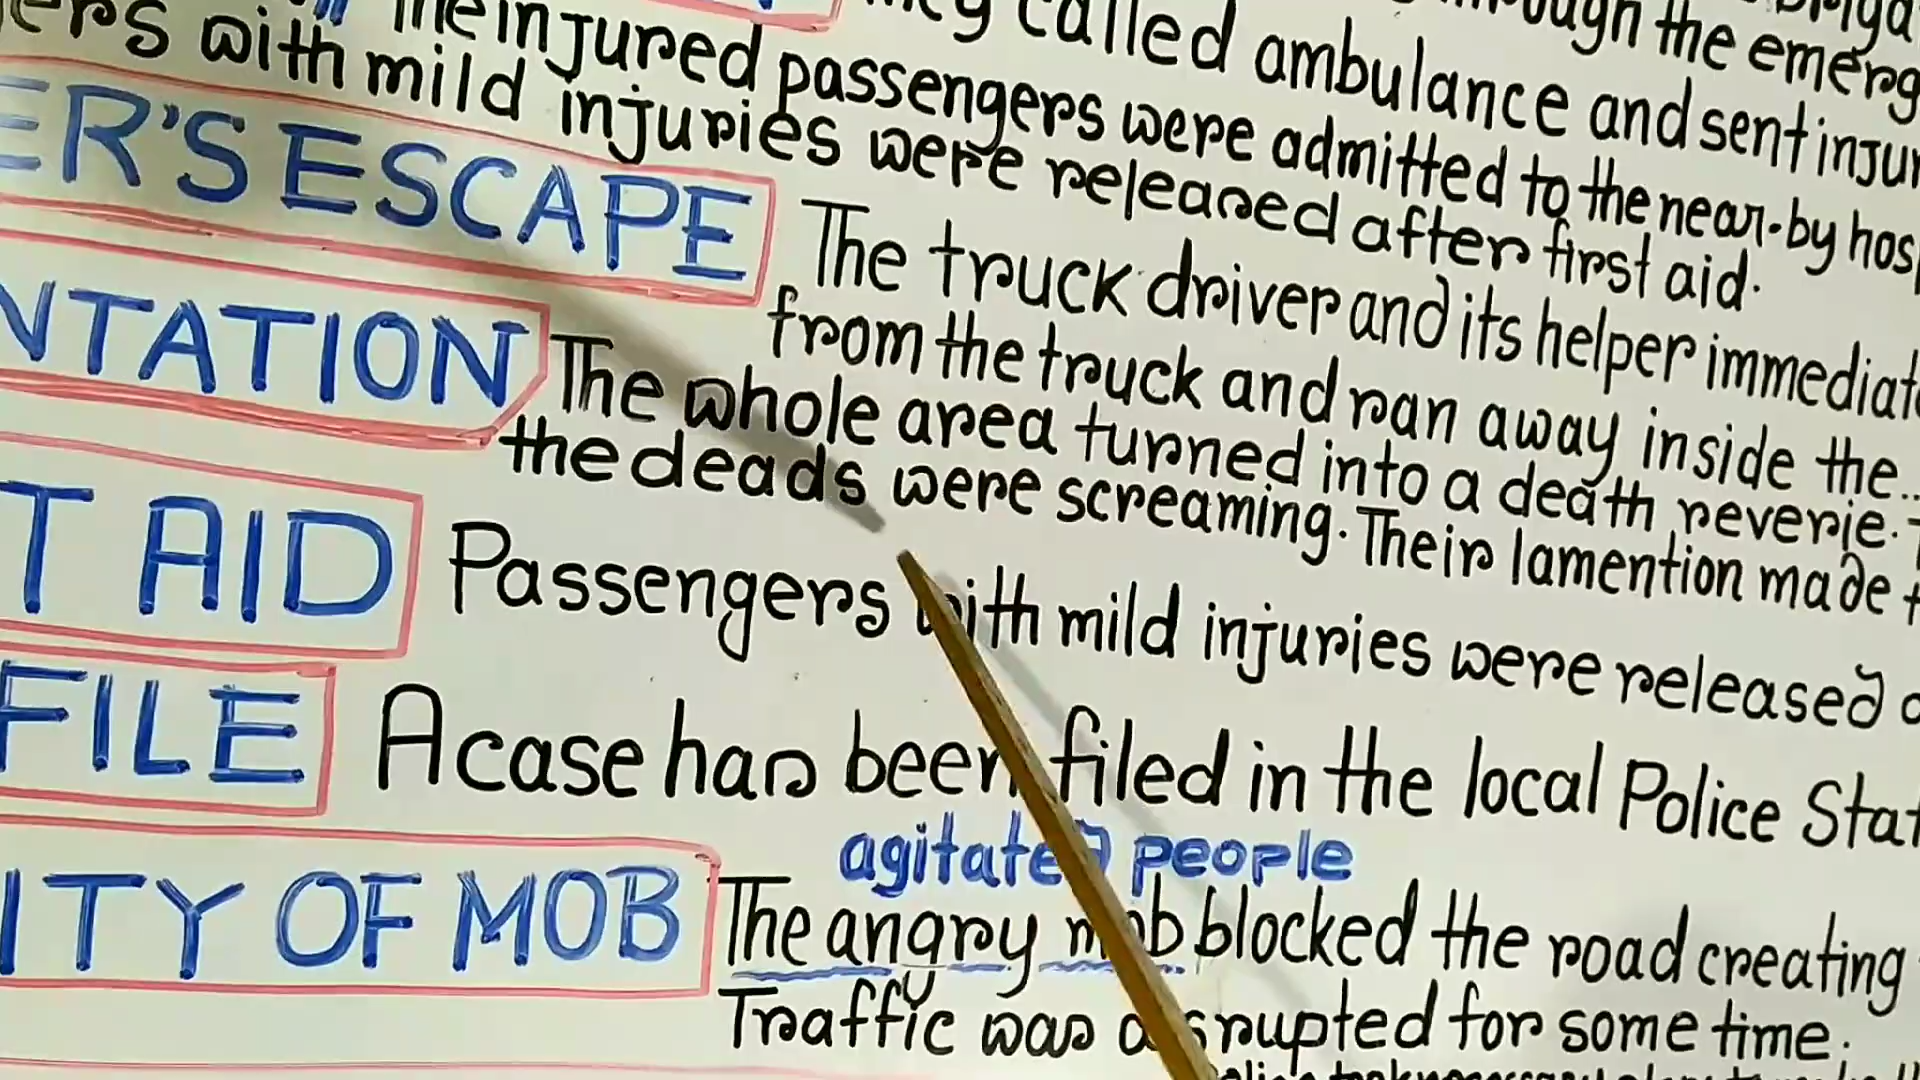 called ambulance and sent
the injured passengers were admitted to the near-by
with mild injuries were released after first aid.
ER'S ESCAPE The truck driver and its helper
from the truck and ran away inside the...
NTATION The whole area turned into a death reverie.
the deads were screaming. Their lamention made
T AID Passengers with mild injuries were released
FILE A case has been filed in the local Police
agitated people
ITY OF MOB The angry mob blocked the road creating
Traffic was disrupted for some time.